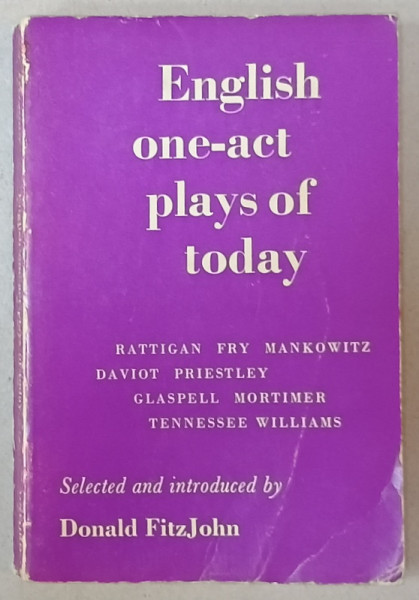 English
one-act
plays of
today
RATTIGAN FRY MANKOWITZ
DAVIOT PRIESTLEY
GLASPELL MORTIMER
TENNESSEE WILLIAMS
Selected and introduced by
Donald FitzJohn